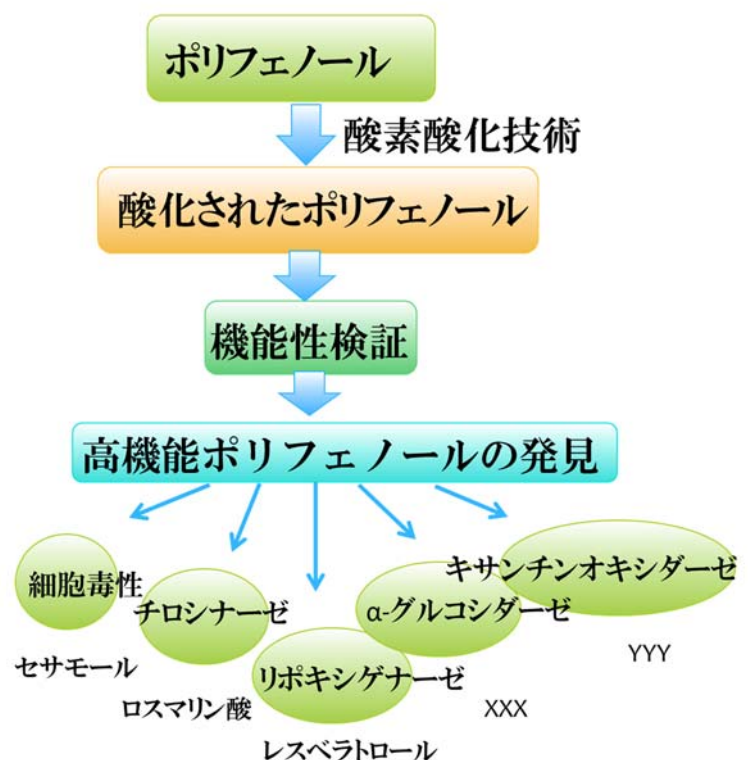 ポリフェノール
酸素酸化技術
酸化されたポリフェノール
機能性検証
高機能ポリフェノールの発見
細胞毒性
セサモール
チロシナーゼ
ロスマリン酸
リポキシゲナーゼ
レスベラトロール
α-グルコシダーゼ
XXX
キサンチンオキシダーゼ
YYY